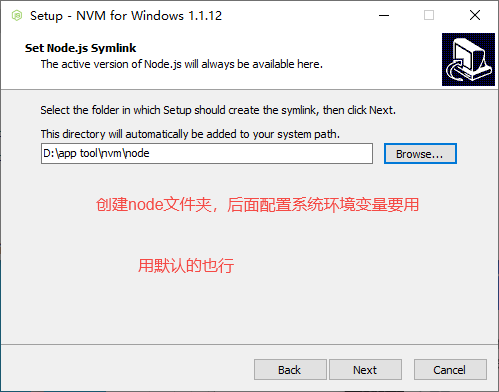 Setup - NVM for Windows 1.1.12
Set Node.js Symlink
The active version of Node.js will always be available here.
Select the folder in which Setup should create the symlink, then click Next.
This directory will automatically be added to your system path.
D:\app tool\nvm\node
Browse...
创建node文件夹，后面配置系统环境变量要用
用默认的也行
Back
Next
Cancel